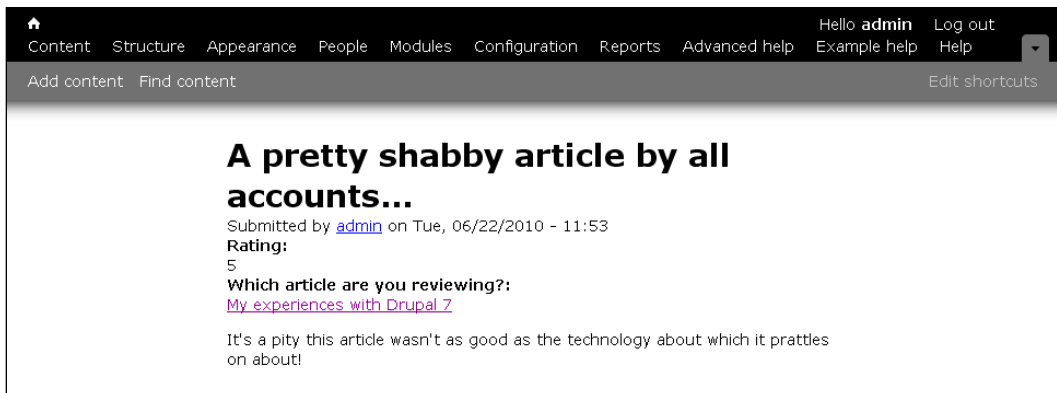 Hello admin Log out
Content Structure Appearance People Modules Configuration Reports Advanced help Example help Help
Add content Find content Edit shortcuts
A pretty shabby article by all
accounts...
Submitted by admin on Tue, 06/22/2010 - 11:53
Rating:
5
Which article are you reviewing?:
My experiences with Drupal 7
It's a pity this article wasn't as good as the technology about which it prattles
on about!